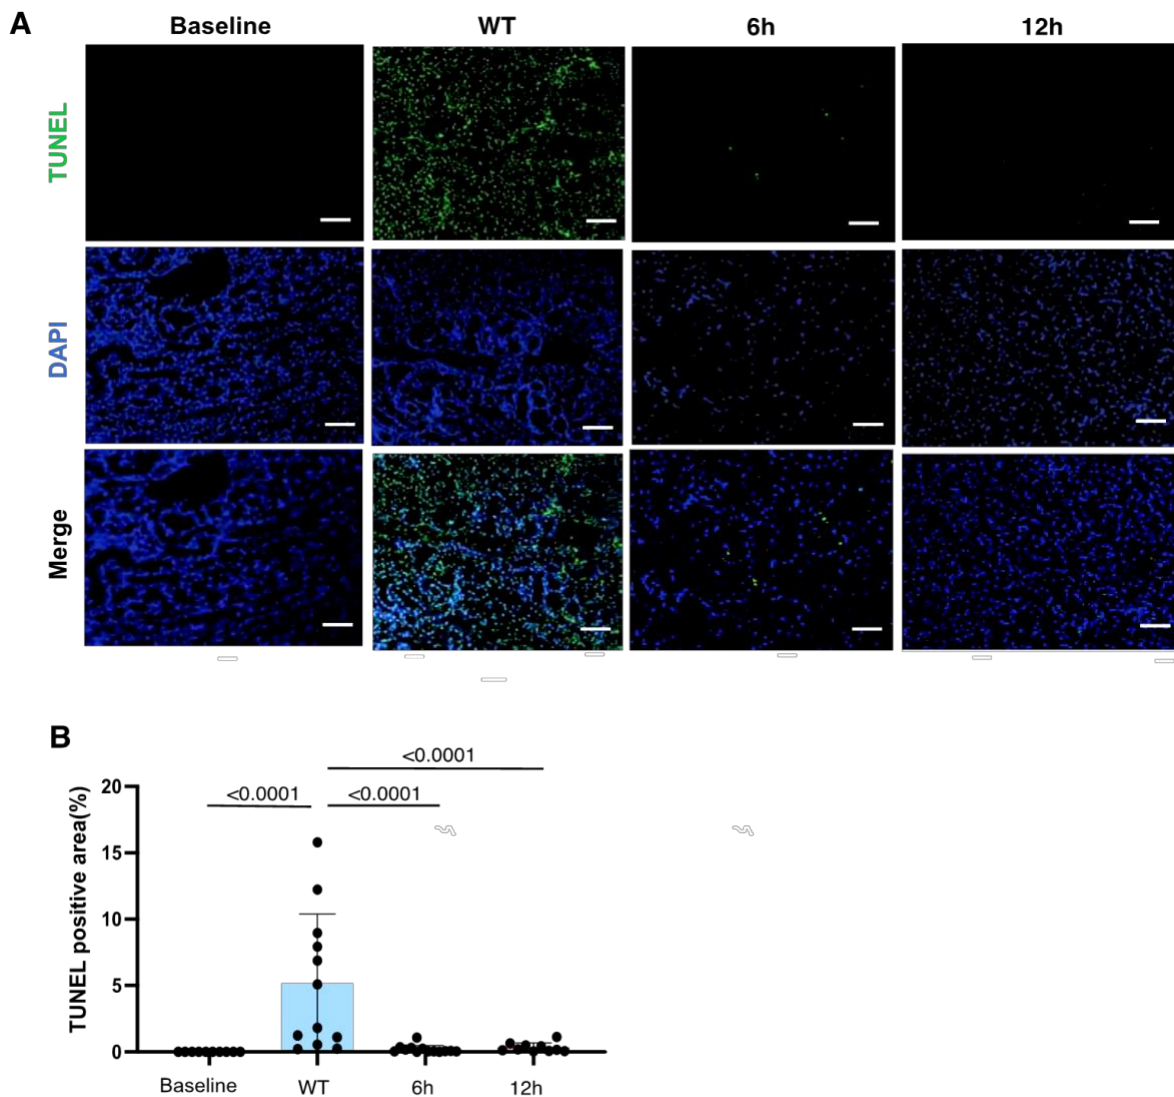 A
Baseline WT 6h 12h
TUNEL
DAPI
Merge
B
<0.0001
<0.0001 <0.0001
TUNEL positive area(%)
20
15
10
5
0
Baseline WT 6h 12h